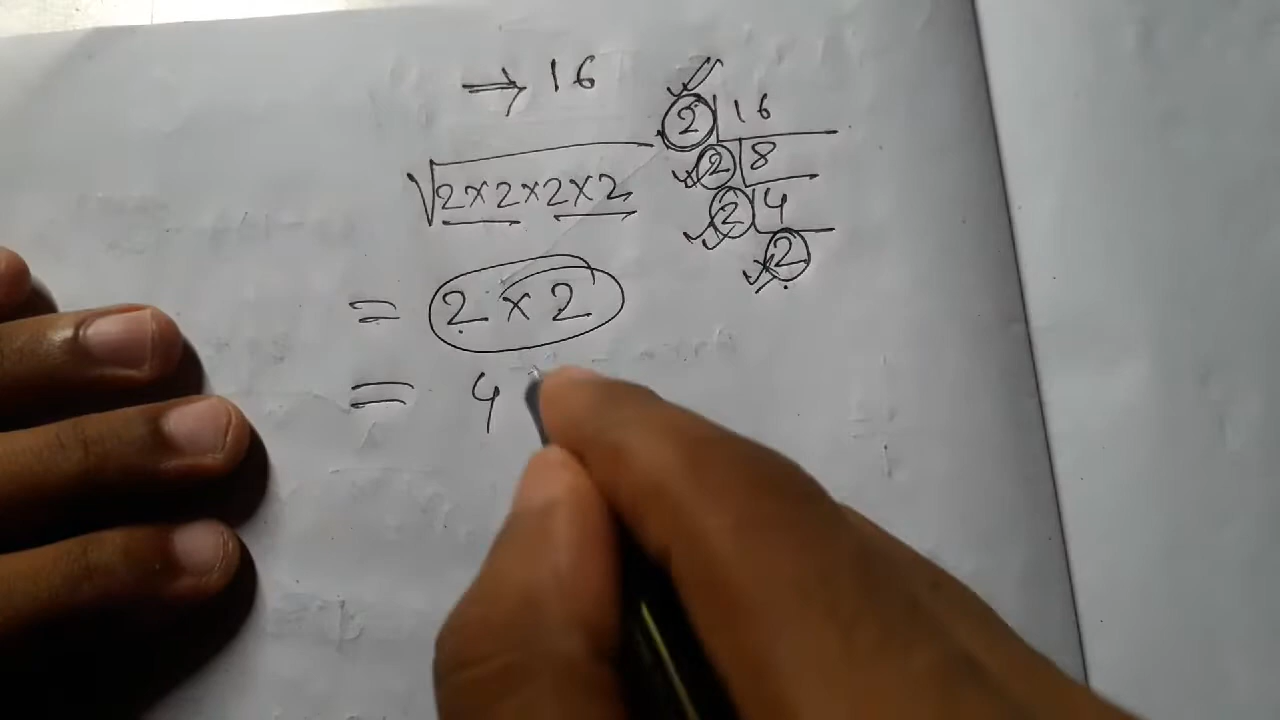 ⇒ 16
2 | 16
2 | 8
2 | 4
2
√2×2×2×2
= 2 × 2
= 4